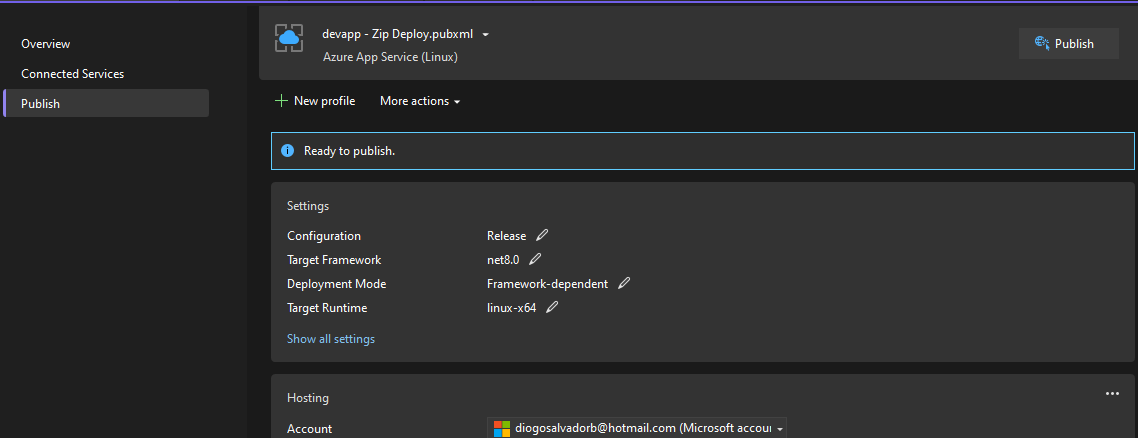 Overview
Connected Services
Publish
devapp - Zip Deploy.pubxml
Azure App Service (Linux)
Publish
New profile
More actions
Ready to publish.
Settings
Configuration Release
Target Framework net8.0
Deployment Mode Framework-dependent
Target Runtime linux-x64
Show all settings
Hosting
Account diogosalvadorb@hotmail.com (Microsoft accou